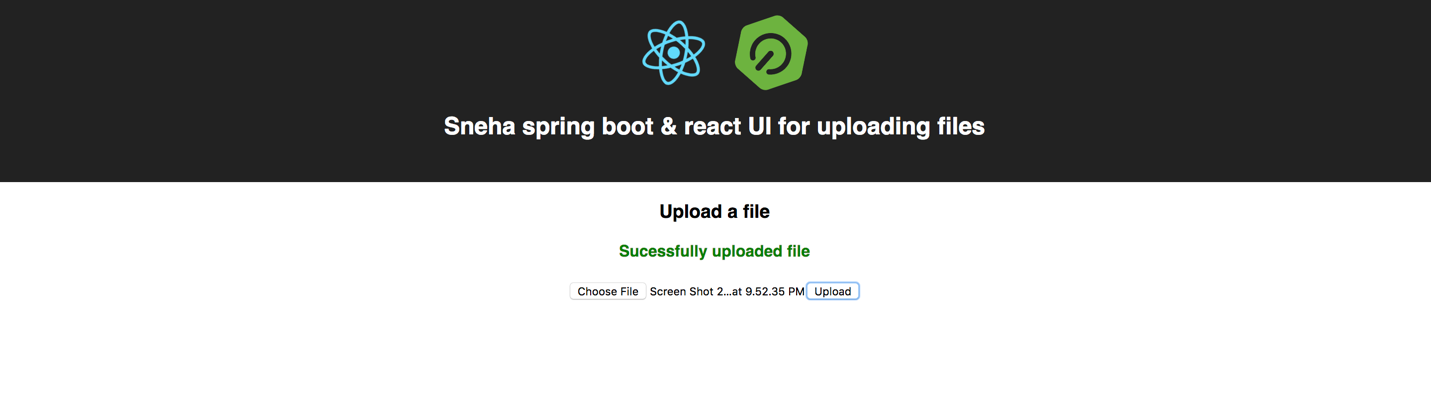 Sneha spring boot & react UI for uploading files
Upload a file
Sucessfully uploaded file
Choose File Screen Shot 2...at 9.52.35 PM Upload